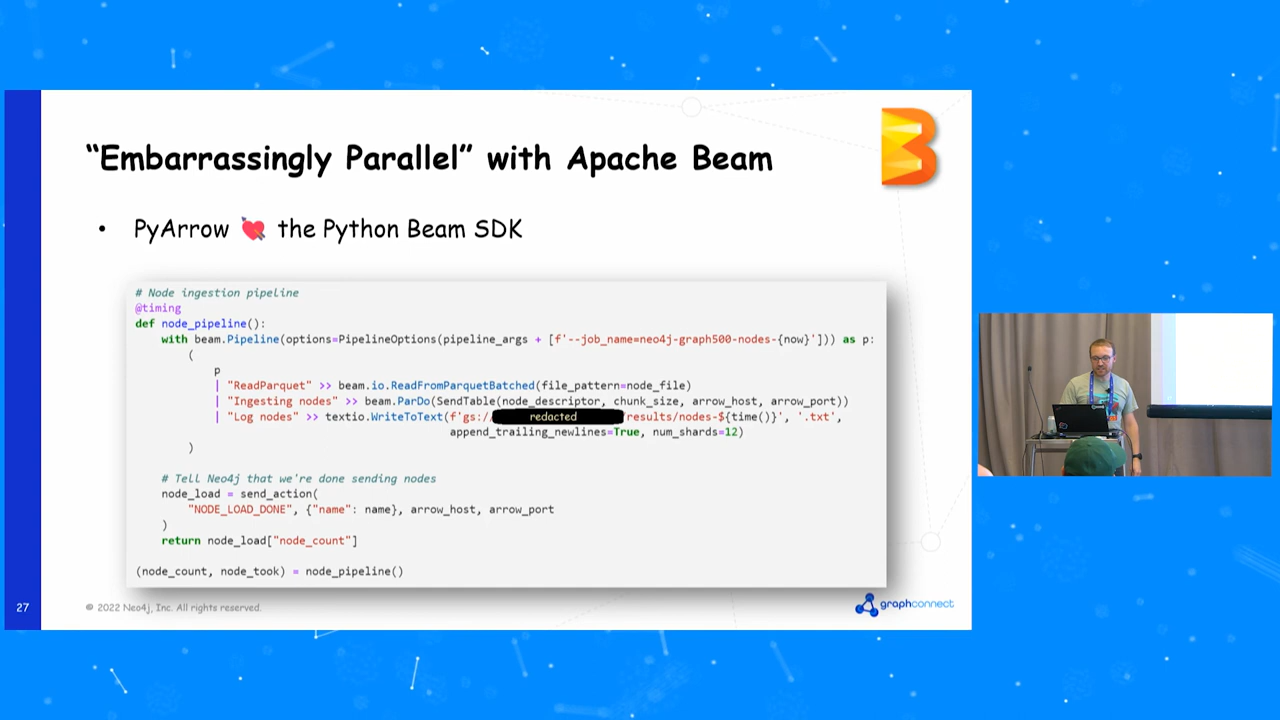 “Embarrassingly Parallel” with Apache Beam
• PyArrow 💘 the Python Beam SDK
# Node ingestion pipeline
@timing
def node_pipeline():
    with beam.Pipeline(options=PipelineOptions(pipeline_args + [f'--job_name=neo4j-graph500-nodes-{now}'])) as p:
        (
            p
            | "ReadParquet" >> beam.io.ReadFromParquetBatched(file_pattern=node_file)
            | "Ingesting nodes" >> beam.ParDo(SendTable(node_descriptor, chunk_size, arrow_host, arrow_port))
            | "Log nodes" >> textio.WriteToText(f'gs:/ redacted results/nodes-${time()}', '.txt',
                                                append_trailing_newlines=True, num_shards=12)
        )
    # Tell Neo4j that we're done sending nodes
    node_load = send_action(
        "NODE_LOAD_DONE", {"name": name}, arrow_host, arrow_port
    )
    return node_load["node_count"]
(node_count, node_took) = node_pipeline()
27
© 2022 Neo4j, Inc. All rights reserved.
graphconnect